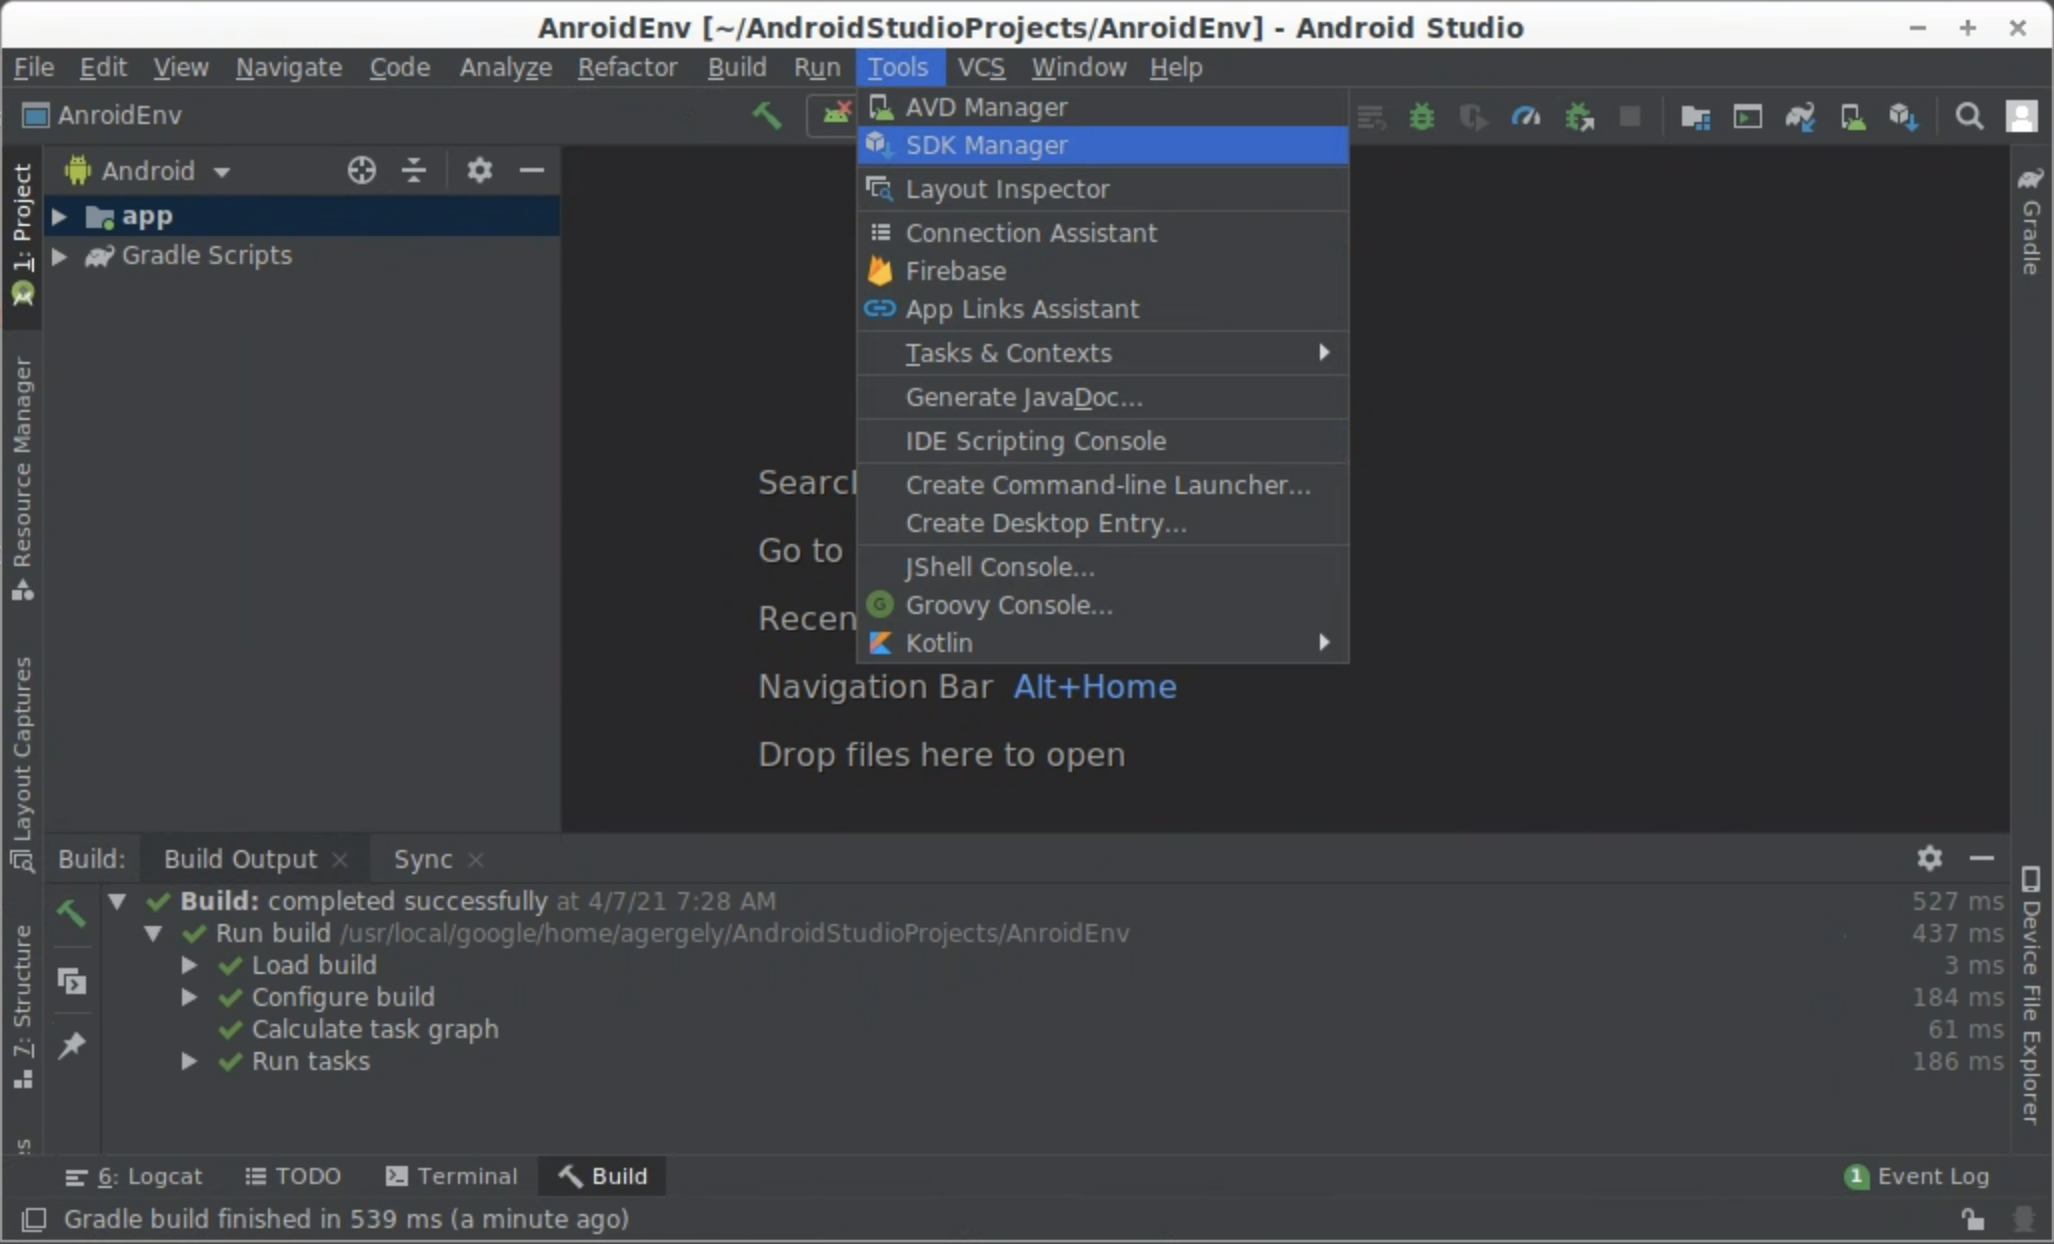 AnroidEnv [~/AndroidStudioProjects/AnroidEnv] - Android Studio
File Edit View Navigate Code Analyze Refactor Build Run Tools VCS Window Help
AnroidEnv
Android
app
Gradle Scripts
1: Project
Resource Manager
Layout Captures
7: Structure
AVD Manager
SDK Manager
Layout Inspector
Connection Assistant
Firebase
App Links Assistant
Tasks & Contexts
Generate JavaDoc...
IDE Scripting Console
Create Command-line Launcher...
Create Desktop Entry...
JShell Console...
G Groovy Console...
Kotlin
Go to
Navigation Bar Alt+Home
Drop files here to open
Gradle
Device File Explorer
Build: Build Output Sync
Build: completed successfully at 4/7/21 7:28 AM 527 ms
Run build /usr/local/google/home/agergely/AndroidStudioProjects/AnroidEnv 437 ms
Load build 3 ms
Configure build 184 ms
Calculate task graph 61 ms
Run tasks 186 ms
6: Logcat TODO Terminal Build 1 Event Log
Gradle build finished in 539 ms (a minute ago)